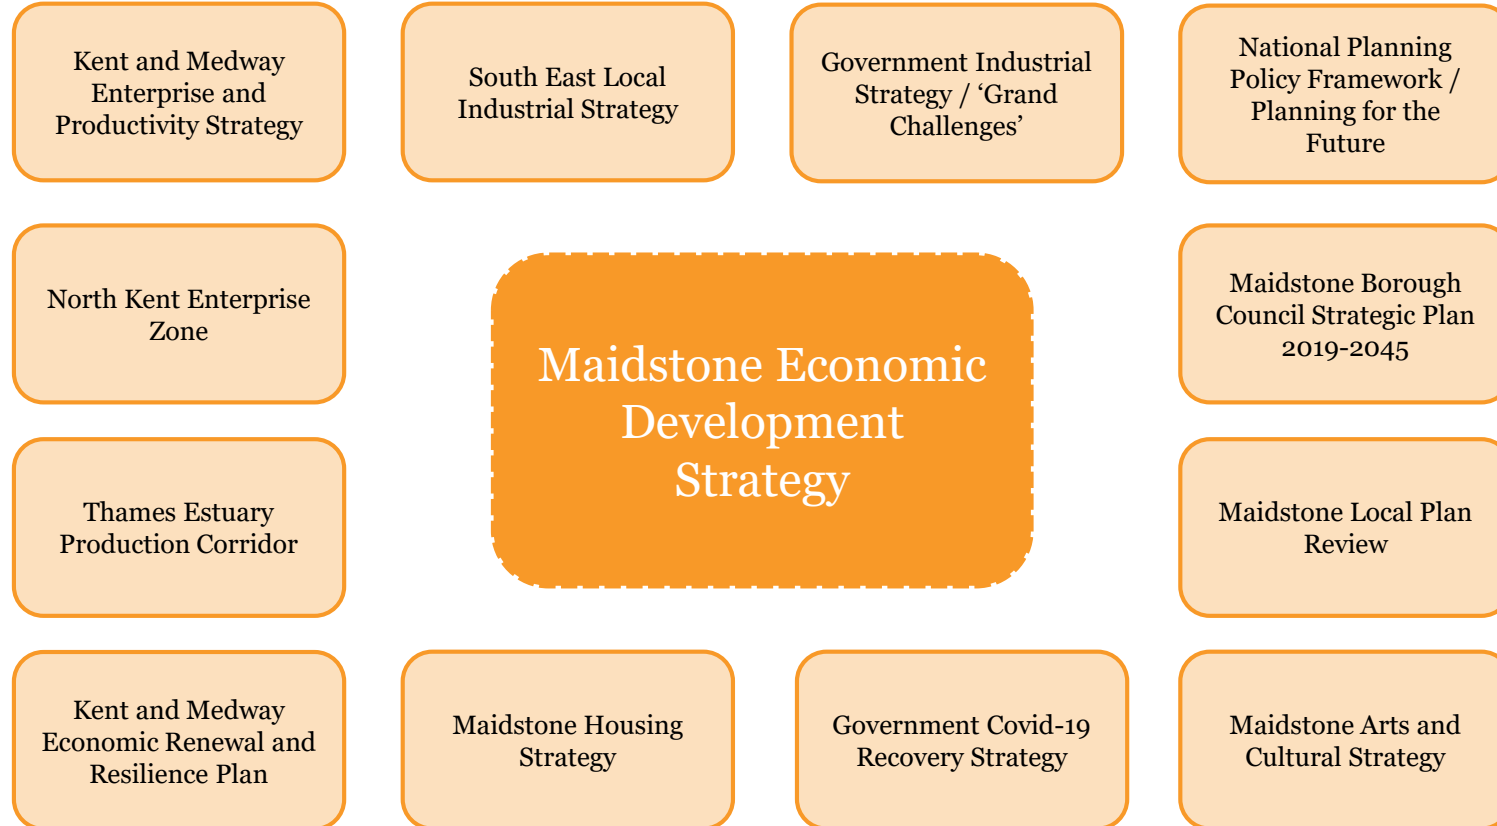 Kent and Medway
Enterprise and
Productivity Strategy
South East Local
Industrial Strategy
Government Industrial
Strategy / ‘Grand
Challenges’
National Planning
Policy Framework /
Planning for the
Future
North Kent Enterprise
Zone
Maidstone Economic
Development
Strategy
Maidstone Borough
Council Strategic Plan
2019-2045
Thames Estuary
Production Corridor
Maidstone Local Plan
Review
Kent and Medway
Economic Renewal and
Resilience Plan
Maidstone Housing
Strategy
Government Covid-19
Recovery Strategy
Maidstone Arts and
Cultural Strategy